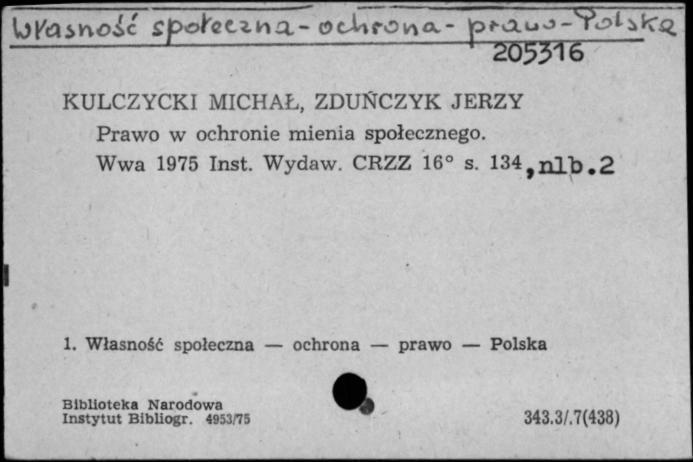 Własność społeczna - ochrona - prawo - Polska
205316
KULCZYCKI MICHAŁ, ZDUŃCZYK JERZY
Prawo w ochronie mienia społecznego.
Wwa 1975 Inst. Wydaw. CRZZ 16° s. 134, nlb.2
1. Własność społeczna — ochrona — prawo — Polska
Biblioteka Narodowa
Instytut Bibliogr. 4953/75
343.3/.7(438)